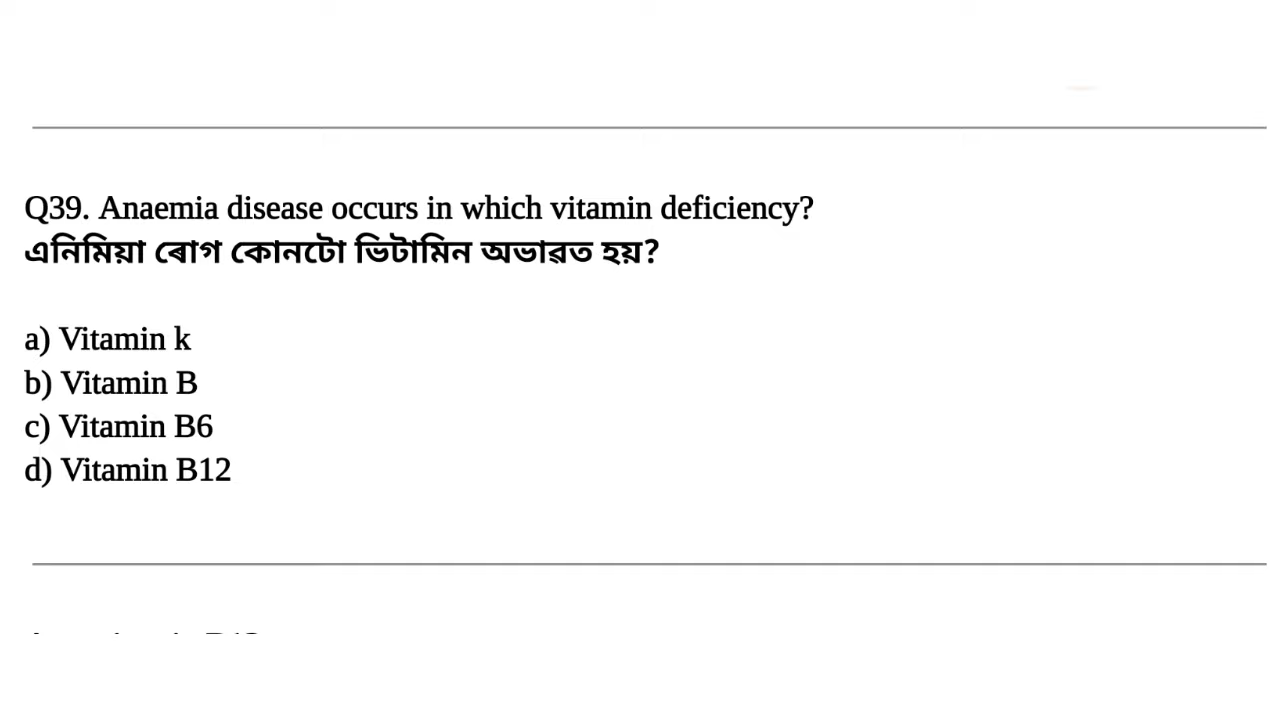 Q39. Anaemia disease occurs in which vitamin deficiency?
এনিমিয়া ৰোগ কোনটো ভিটামিন অভাৱত হয়?
a) Vitamin k
b) Vitamin B
c) Vitamin B6
d) Vitamin B12